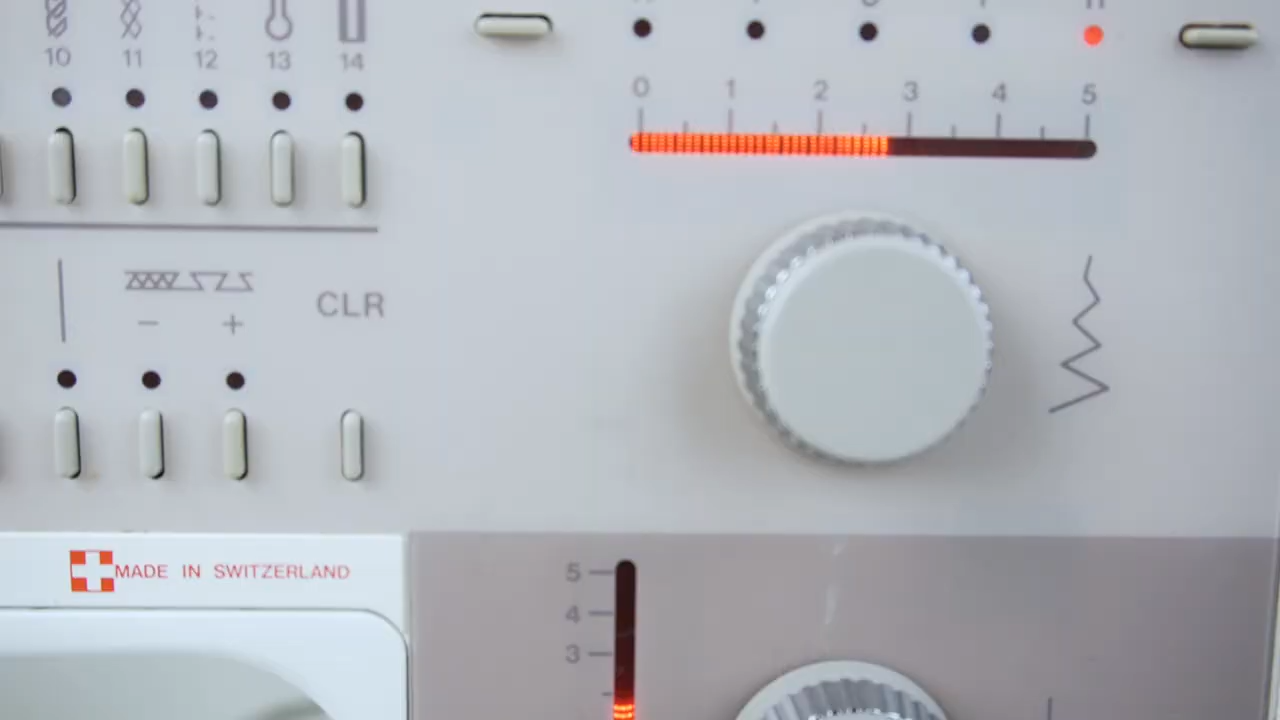 10 11 12 13 14
0 1 2 3 4 5
− +
CLR
MADE IN SWITZERLAND
5
4
3